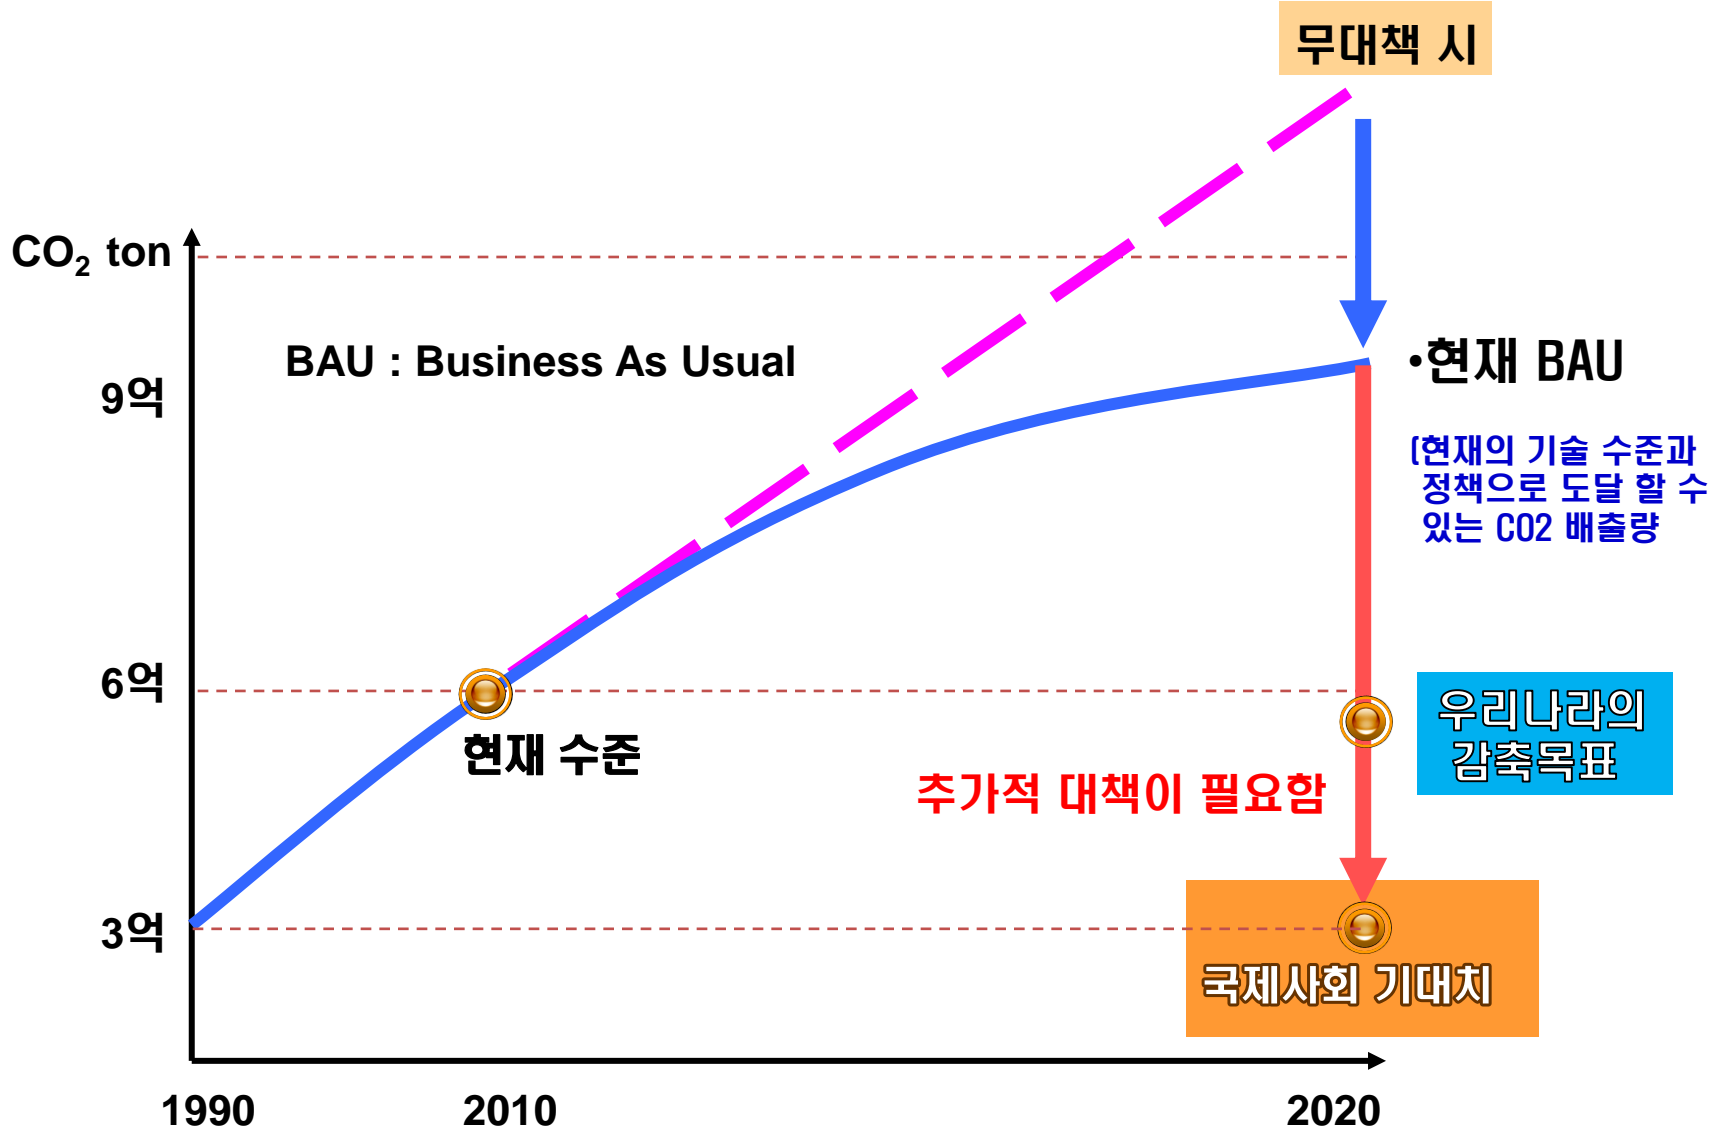 무대책 시
CO₂ ton
BAU : Business As Usual
•현재 BAU
9억
(현재의 기술 수준과
정책으로 도달 할 수
있는 CO2 배출량
6억
우리나라의
감축목표
현재 수준
추가적 대책이 필요함
3억
국제사회 기대치
1990
2010
2020